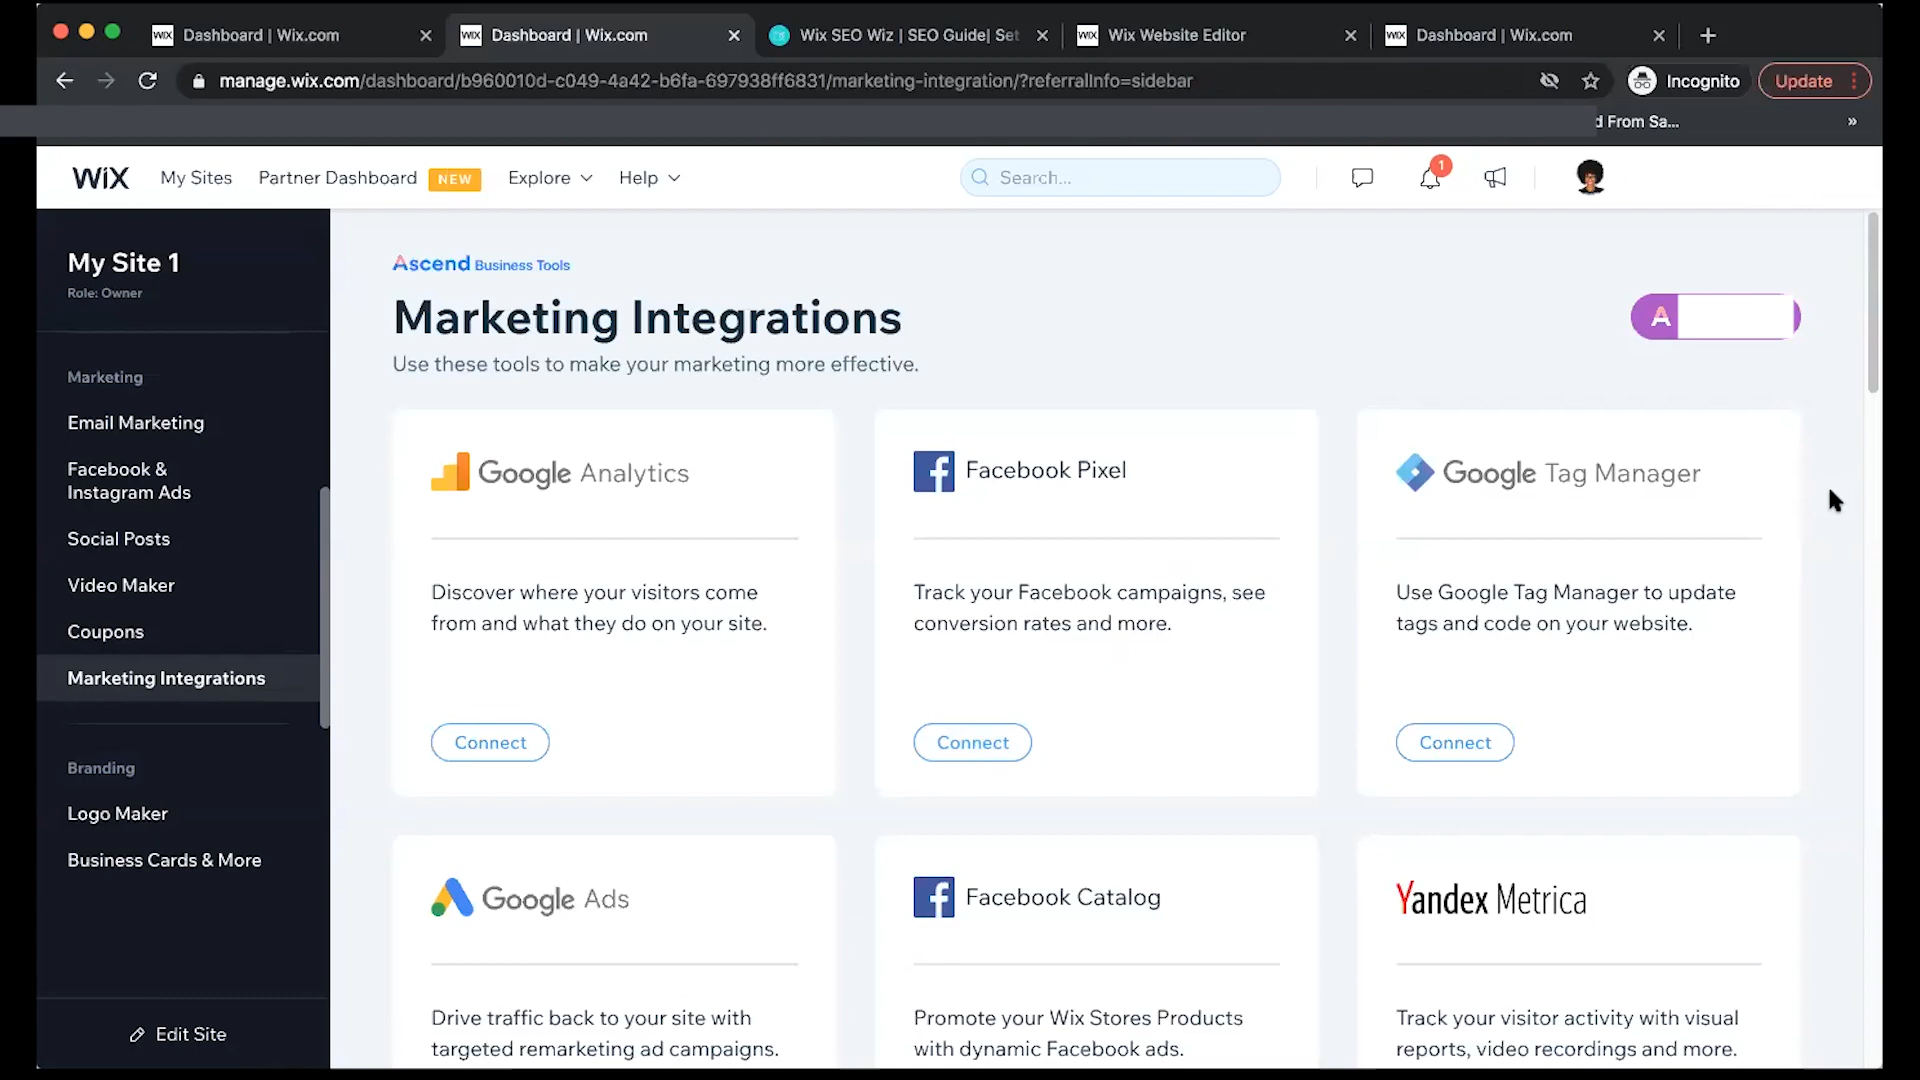 WiX Dashboard | Wix.com
WiX Dashboard | Wix.com
Wix SEO Wiz | SEO Guide| Set
WiX Wix Website Editor
WiX Dashboard | Wix.com
manage.wix.com/dashboard/b960010d-c049-4a42-b6fa-697938ff6831/marketing-integration/?referralInfo=sidebar
Incognito
Update
d From Sa...
»
WiX
My Sites
Partner Dashboard NEW
Explore
Help
Search...
1
My Site 1
Role: Owner
Marketing
Email Marketing
Facebook &
Instagram Ads
Social Posts
Video Maker
Coupons
Marketing Integrations
Branding
Logo Maker
Business Cards & More
Edit Site
Ascend Business Tools
Marketing Integrations
Use these tools to make your marketing more effective.
A
Google Analytics
Discover where your visitors come
from and what they do on your site.
Connect
Facebook Pixel
Track your Facebook campaigns, see
conversion rates and more.
Connect
Google Tag Manager
Use Google Tag Manager to update
tags and code on your website.
Connect
Google Ads
Drive traffic back to your site with
targeted remarketing ad campaigns.
Facebook Catalog
Promote your Wix Stores Products
with dynamic Facebook ads.
Yandex Metrica
Track your visitor activity with visual
reports, video recordings and more.